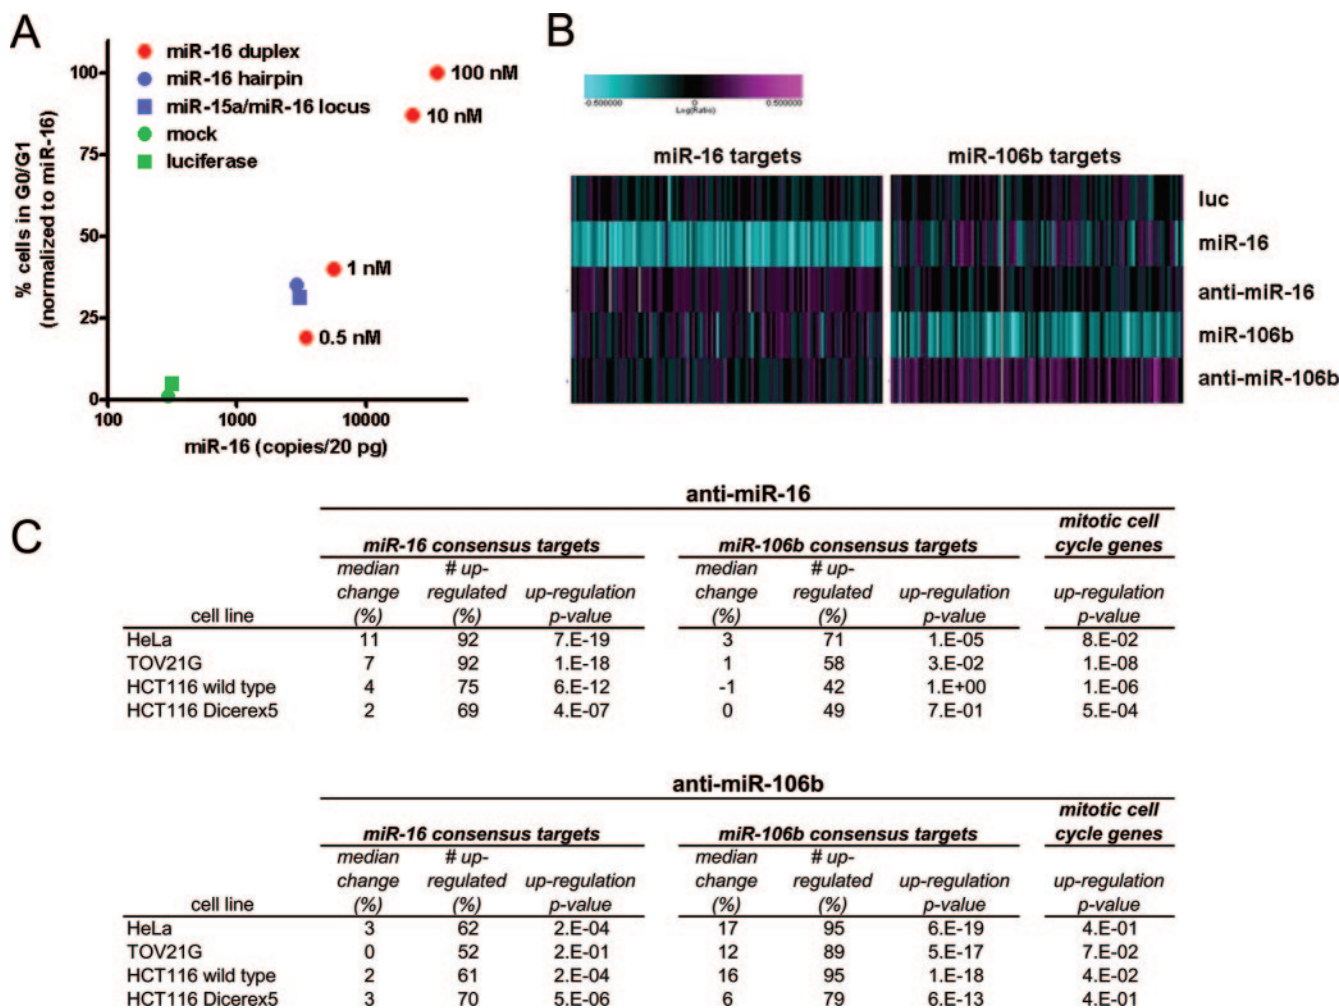 A
miR-16 duplex
miR-16 hairpin
miR-15a/miR-16 locus
mock
luciferase
100 nM
10 nM
1 nM
0.5 nM
100
75
50
25
0
% cells in G0/G1
(normalized to miR-16)
100 1000 10000
miR-16 (copies/20 pg)
B
-0.500000 0 0.500000
Log(Ratio)
miR-16 targets miR-106b targets
luc
miR-16
anti-miR-16
miR-106b
anti-miR-106b
C
anti-miR-16
mitotic cell
miR-16 consensus targets miR-106b consensus targets cycle genes
median # up- median # up-
change regulated up-regulation change regulated up-regulation up-regulation
cell line (%) (%) p-value (%) (%) p-value p-value
HeLa 11 92 7.E-19 3 71 1.E-05 8.E-02
TOV21G 7 92 1.E-18 1 58 3.E-02 1.E-08
HCT116 wild type 4 75 6.E-12 -1 42 1.E+00 1.E-06
HCT116 Dicerex5 2 69 4.E-07 0 49 7.E-01 5.E-04
anti-miR-106b
mitotic cell
miR-16 consensus targets miR-106b consensus targets cycle genes
median # up- median # up-
change regulated up-regulation change regulated up-regulation up-regulation
cell line (%) (%) p-value (%) (%) p-value p-value
HeLa 3 62 2.E-04 17 95 6.E-19 4.E-01
TOV21G 0 52 2.E-01 12 89 5.E-17 7.E-02
HCT116 wild type 2 61 2.E-04 16 95 1.E-18 4.E-02
HCT116 Dicerex5 3 70 5.E-06 6 79 6.E-13 4.E-01